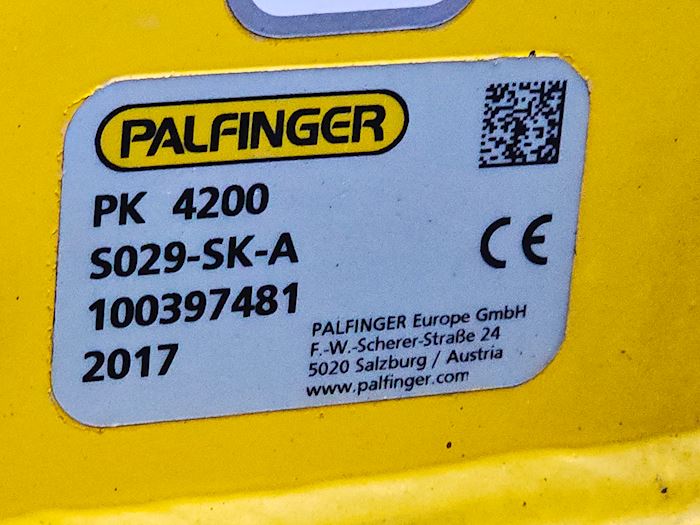 PALFINGER
PK 4200
S029-SK-A
100397481
2017
CE
PALFINGER Europe GmbH
F.-W.-Scherer-Straße 24
5020 Salzburg / Austria
www.palfinger.com